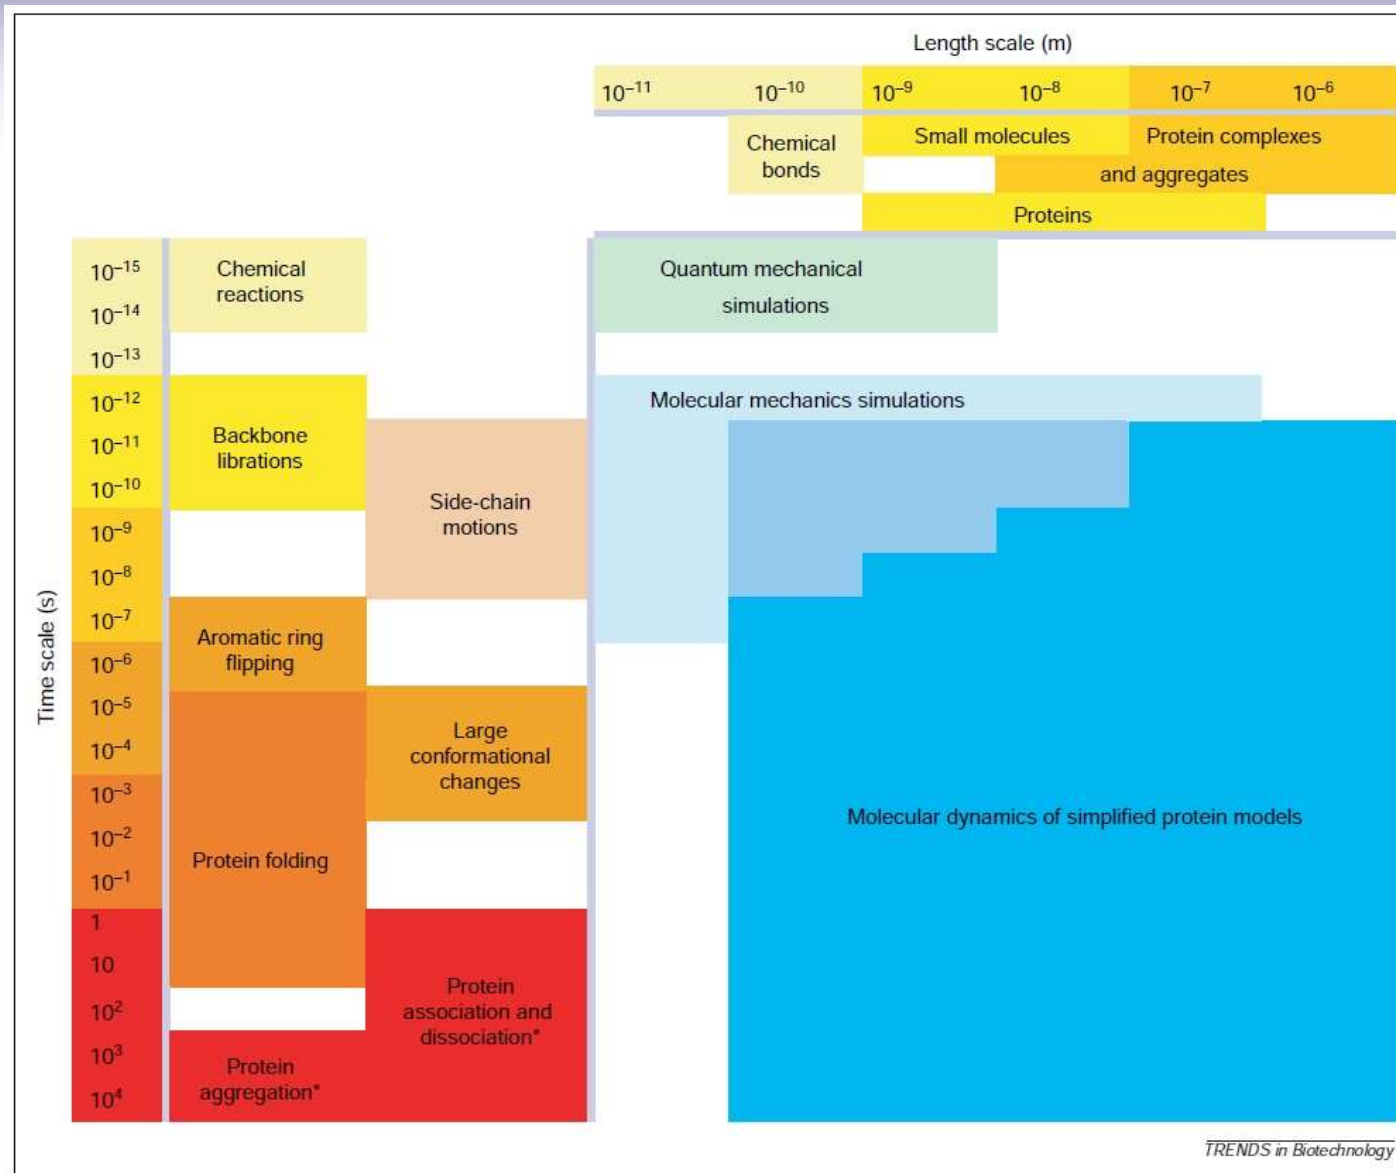 Length scale (m)
10⁻¹¹ 10⁻¹⁰ 10⁻⁹ 10⁻⁸ 10⁻⁷ 10⁻⁶
Chemical
bonds
Small molecules
Protein complexes
and aggregates
Proteins
Time scale (s)
10⁻¹⁵
10⁻¹⁴
10⁻¹³
10⁻¹²
10⁻¹¹
10⁻¹⁰
10⁻⁹
10⁻⁸
10⁻⁷
10⁻⁶
10⁻⁵
10⁻⁴
10⁻³
10⁻²
10⁻¹
1
10
10²
10³
10⁴
Chemical
reactions
Backbone
librations
Side-chain
motions
Aromatic ring
flipping
Large
conformational
changes
Protein folding
Protein
association and
dissociation*
Protein
aggregation*
Quantum mechanical
simulations
Molecular mechanics simulations
Molecular dynamics of simplified protein models
TRENDS in Biotechnology